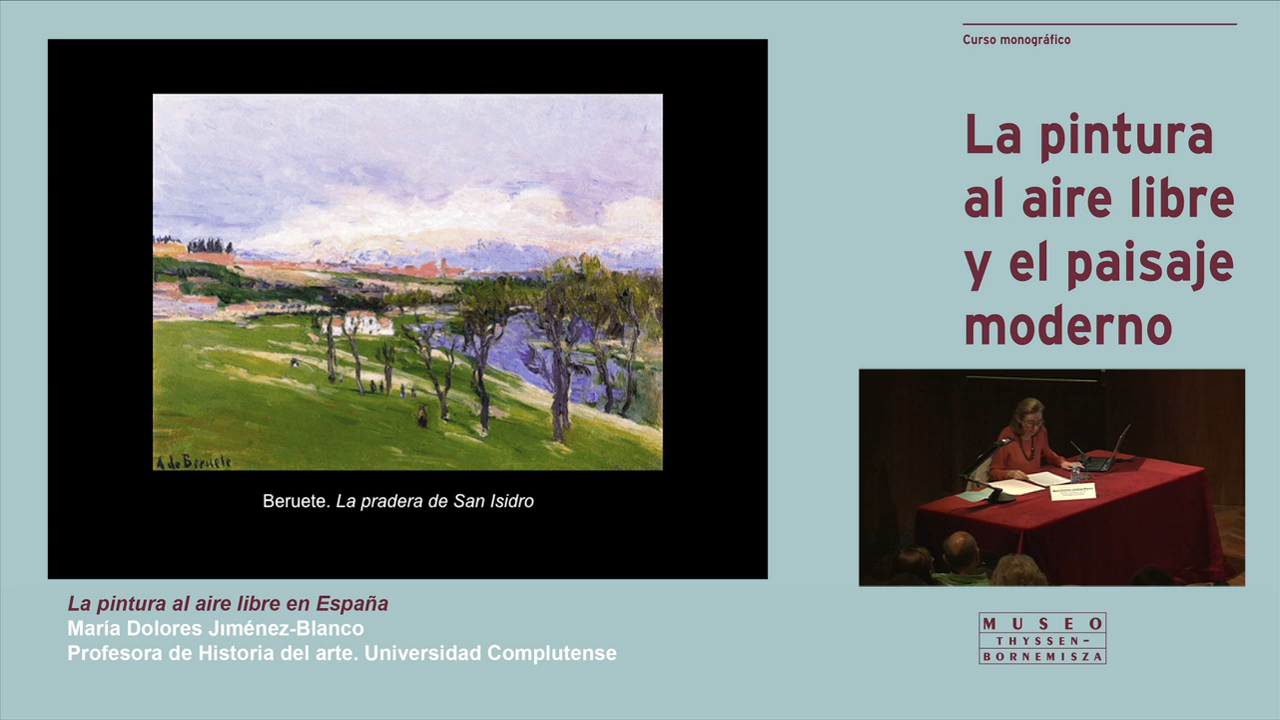 Curso monográfico
La pintura
al aire libre
y el paisaje
moderno
A de Beruete
Beruete. La pradera de San Isidro
La pintura al aire libre en España
María Dolores Jıménez-Blanco
Profesora de Historia del arte. Universidad Complutense
MUSEO
THYSSEN-
BORNEMISZA